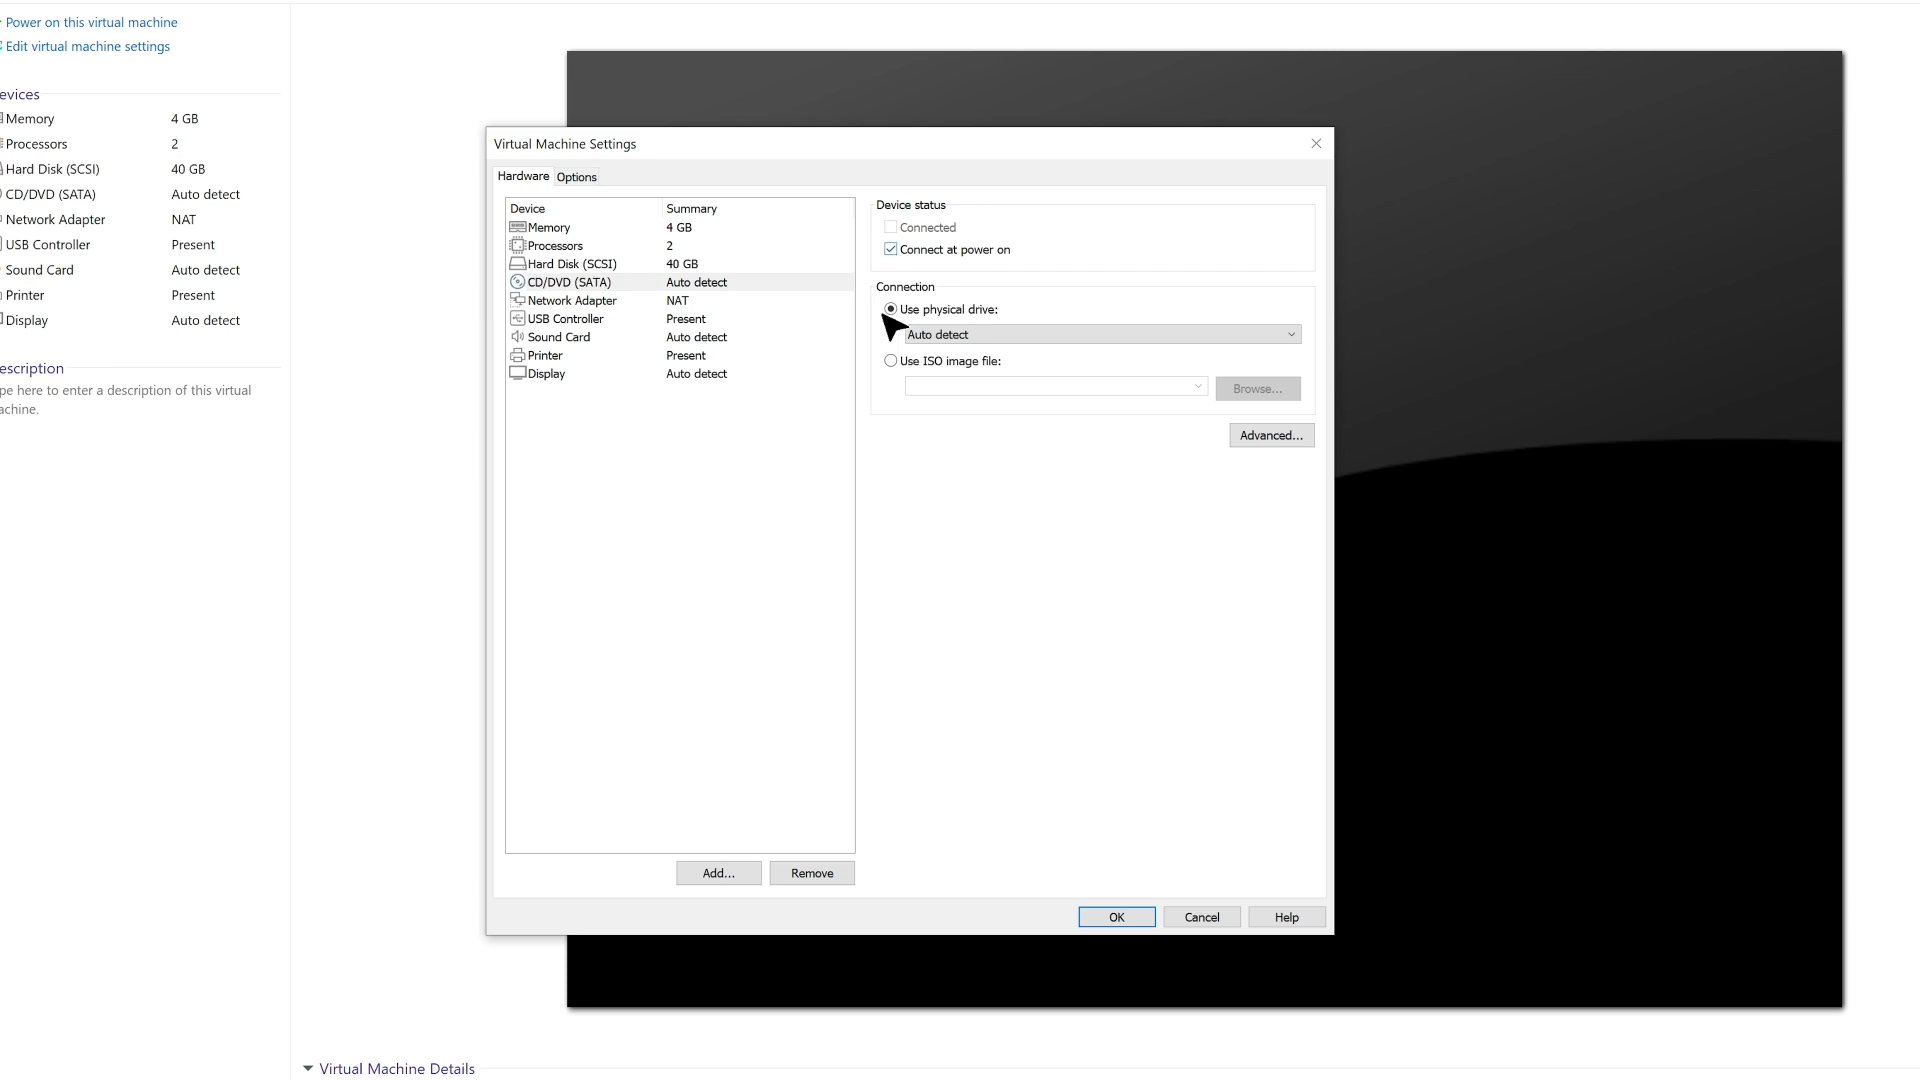 Power on this virtual machine
Edit virtual machine settings
evices
Memory 4 GB
Processors 2
Hard Disk (SCSI) 40 GB
CD/DVD (SATA) Auto detect
Network Adapter NAT
USB Controller Present
Sound Card Auto detect
Printer Present
Display Auto detect
escription
pe here to enter a description of this virtual
achine.
Virtual Machine Settings
Hardware Options
Device Summary
Memory 4 GB
Processors 2
Hard Disk (SCSI) 40 GB
CD/DVD (SATA) Auto detect
Network Adapter NAT
USB Controller Present
Sound Card Auto detect
Printer Present
Display Auto detect
Add... Remove
Device status
Connected
Connect at power on
Connection
Use physical drive:
Auto detect
Use ISO image file:
Browse...
Advanced...
OK Cancel Help
Virtual Machine Details